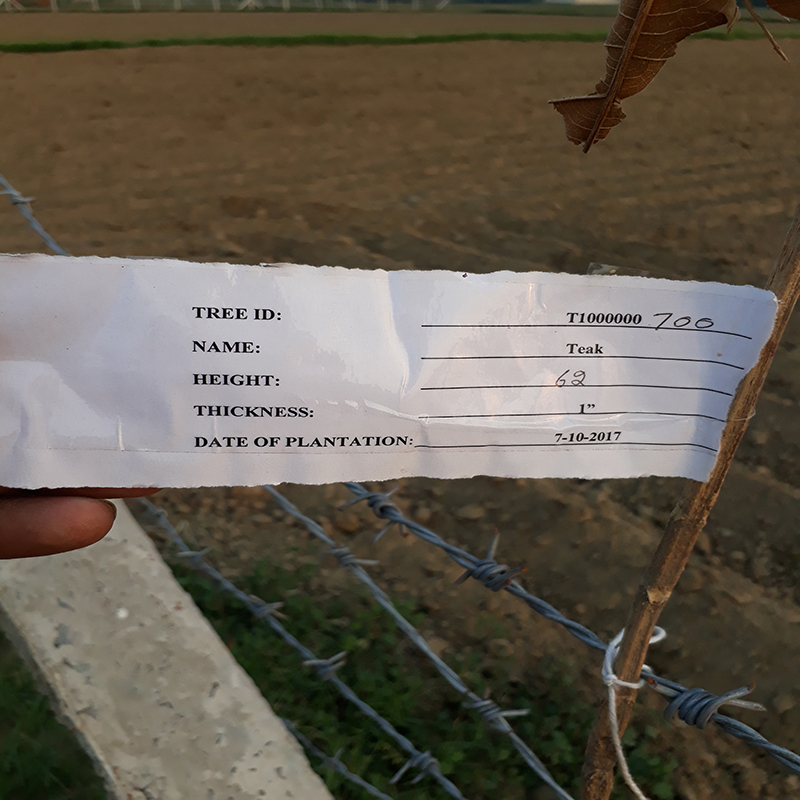 TREE ID: T1000000 700
NAME: Teak
HEIGHT: 62
THICKNESS: 1”
DATE OF PLANTATION: 7-10-2017